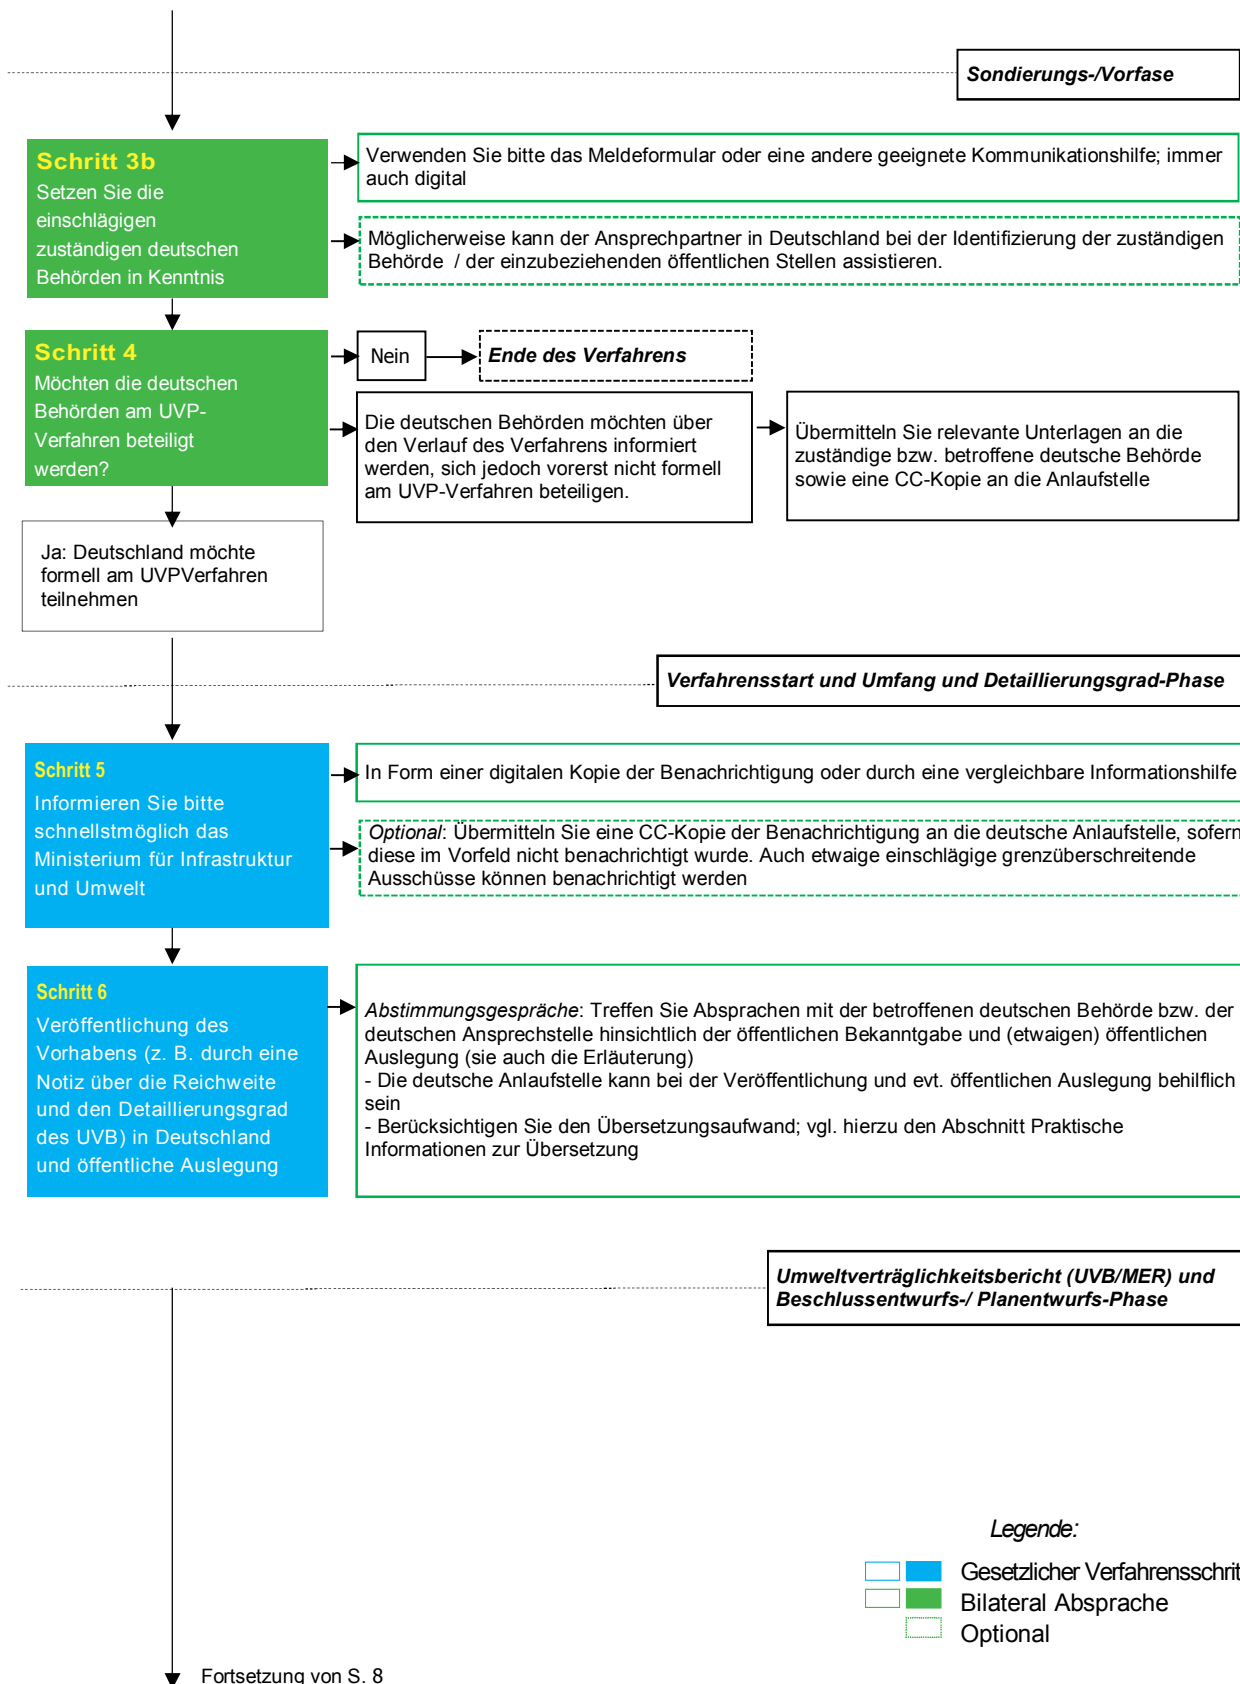 Sondierungs-/Vorfase
Schritt 3b
Setzen Sie die
einschlägigen
zuständigen deutschen
Behörden in Kenntnis
Verwenden Sie bitte das Meldeformular oder eine andere geeignete Kommunikationshilfe; immer
auch digital
Möglicherweise kann der Ansprechpartner in Deutschland bei der Identifizierung der zuständigen
Behörde / der einzubeziehenden öffentlichen Stellen assistieren.
Schritt 4
Möchten die deutschen
Behörden am UVP-
Verfahren beteiligt
werden?
Nein
Ende des Verfahrens
Die deutschen Behörden möchten über
den Verlauf des Verfahrens informiert
werden, sich jedoch vorerst nicht formell
am UVP-Verfahren beteiligen.
Übermitteln Sie relevante Unterlagen an die
zuständige bzw. betroffene deutsche Behörde
sowie eine CC-Kopie an die Anlaufstelle
Ja: Deutschland möchte
formell am UVPVerfahren
teilnehmen
Verfahrensstart und Umfang und Detaillierungsgrad-Phase
Schritt 5
Informieren Sie bitte
schnellstmöglich das
Ministerium für Infrastruktur
und Umwelt
In Form einer digitalen Kopie der Benachrichtigung oder durch eine vergleichbare Informationshilfe
Optional: Übermitteln Sie eine CC-Kopie der Benachrichtigung an die deutsche Anlaufstelle, sofern
diese im Vorfeld nicht benachrichtigt wurde. Auch etwaige einschlägige grenzüberschreitende
Ausschüsse können benachrichtigt werden
Schritt 6
Veröffentlichung des
Vorhabens (z. B. durch eine
Notiz über die Reichweite
und den Detaillierungsgrad
des UVB) in Deutschland
und öffentliche Auslegung
Abstimmungsgespräche: Treffen Sie Absprachen mit der betroffenen deutschen Behörde bzw. der
deutschen Ansprechstelle hinsichtlich der öffentlichen Bekanntgabe und (etwaigen) öffentlichen
Auslegung (sie auch die Erläuterung)
- Die deutsche Anlaufstelle kann bei der Veröffentlichung und evt. öffentlichen Auslegung behilflich
sein
- Berücksichtigen Sie den Übersetzungsaufwand; vgl. hierzu den Abschnitt Praktische
Informationen zur Übersetzung
Umweltverträglichkeitsbericht (UVB/MER) und
Beschlussentwurfs-/ Planentwurfs-Phase
Legende:
Gesetzlicher Verfahrensschrit
Bilateral Absprache
Optional
Fortsetzung von S. 8